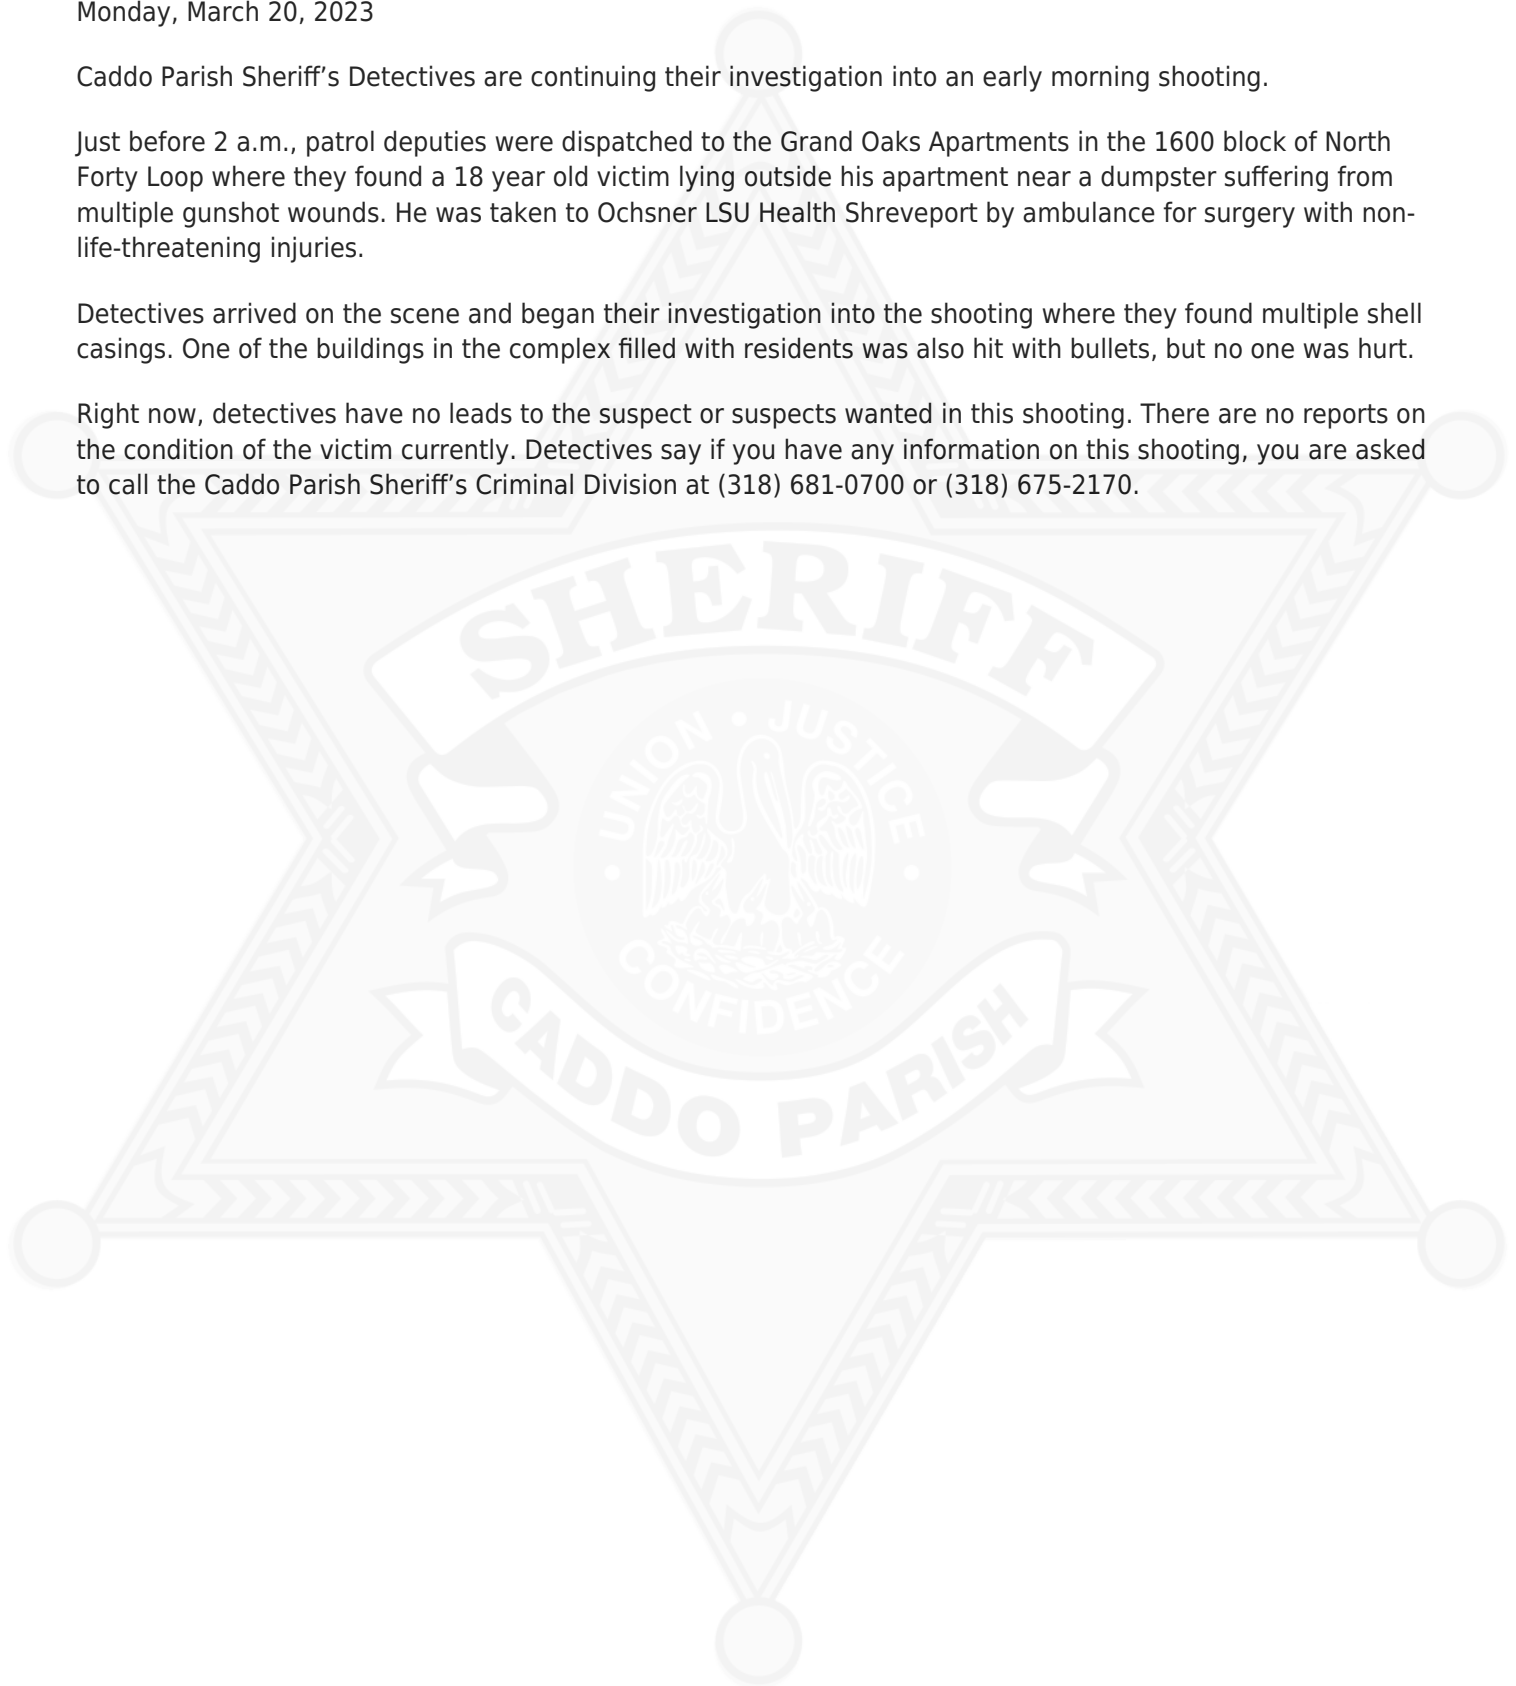 Monday, March 20, 2023
Caddo Parish Sheriff’s Detectives are continuing their investigation into an early morning shooting.
Just before 2 a.m., patrol deputies were dispatched to the Grand Oaks Apartments in the 1600 block of North
Forty Loop where they found a 18 year old victim lying outside his apartment near a dumpster suffering from
multiple gunshot wounds. He was taken to Ochsner LSU Health Shreveport by ambulance for surgery with non-
life-threatening injuries.
Detectives arrived on the scene and began their investigation into the shooting where they found multiple shell
casings. One of the buildings in the complex filled with residents was also hit with bullets, but no one was hurt.
Right now, detectives have no leads to the suspect or suspects wanted in this shooting. There are no reports on
the condition of the victim currently. Detectives say if you have any information on this shooting, you are asked
to call the Caddo Parish Sheriff’s Criminal Division at (318) 681-0700 or (318) 675-2170.
SHERIFF
UNION • JUSTICE
• CONFIDENCE •
CADDO PARISH